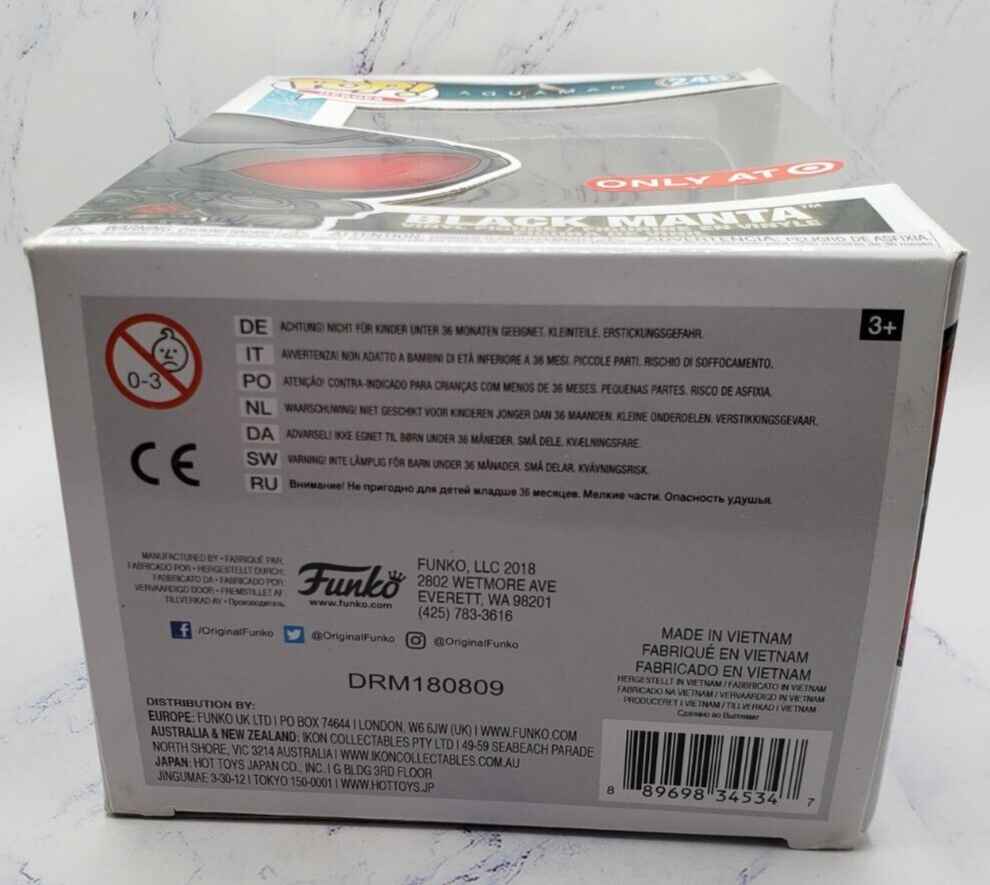 POP!
HEROES
AQUAMAN
248
ONLY AT
BLACK MANTA™
VINYL FIGURE
0-3
3+
DE ACHTUNG! NICHT FÜR KINDER UNTER 36 MONATEN GEEIGNET. KLEINTEILE. ERSTICKUNGSGEFAHR.
IT AVVERTENZA! NON ADATTO A BAMBINI DI ETÀ INFERIORE A 36 MESI. PICCOLE PARTI. RISCHIO DI SOFFOCAMENTO.
PO ATENÇÃO! CONTRA-INDICADO PARA CRIANÇAS COM MENOS DE 36 MESES. PEQUENAS PARTES. RISCO DE ASFIXIA.
NL WAARSCHUWING! NIET GESCHIKT VOOR KINDEREN JONGER DAN 36 MAANDEN. KLEINE ONDERDELEN. VERSTIKKINGSGEVAAR.
DA ADVARSEL! IKKE EGNET TIL BØRN UNDER 36 MÅNEDER. SMÅ DELE. KVÆLNINGSFARE.
SW VARNING! INTE LÄMPLIG FÖR BARN UNDER 36 MÅNADER. SMÅ DELAR. KVÄVNINGSRISK.
RU Внимание! Не пригодно для детей младше 36 месяцев. Мелкие части. Опасность удушья.
CE
MANUFACTURED BY • FABRIQUÉ PAR:
FABRICADO POR • HERGESTELLT DURCH:
FABBRICATO DA • FABRICADO POR:
VERVAARDIGD DOOR • FREMSTILLET AF:
TILLVERKAD AV • Производитель:
Funko
www.funko.com
FUNKO, LLC 2018
2802 WETMORE AVE
EVERETT, WA 98201
(425) 783-3616
/OriginalFunko @OriginalFunko @OriginalFunko
DRM180809
MADE IN VIETNAM
FABRIQUÉ EN VIETNAM
FABRICADO EN VIETNAM
HERGESTELLT IN VIETNAM / FABBRICATO IN VIETNAM
FABRICADO NA VIETNAM / VERVAARDIGD IN VIETNAM
PRODUCERET I VIETNAM / TILLVERKAD I VIETNAM
Сделано во Вьетнаме
DISTRIBUTION BY:
EUROPE: FUNKO UK LTD | PO BOX 74644 | LONDON, W6 6JW (UK) | WWW.FUNKO.COM
AUSTRALIA & NEW ZEALAND: IKON COLLECTABLES PTY LTD | 49-59 SEABEACH PARADE
NORTH SHORE, VIC 3214 AUSTRALIA | WWW.IKONCOLLECTABLES.COM.AU
JAPAN: HOT TOYS JAPAN CO., INC. | G BLDG 3RD FLOOR
JINGUMAE 3-30-12 | TOKYO 150-0001 | WWW.HOTTOYS.JP
8 89698 34534 7